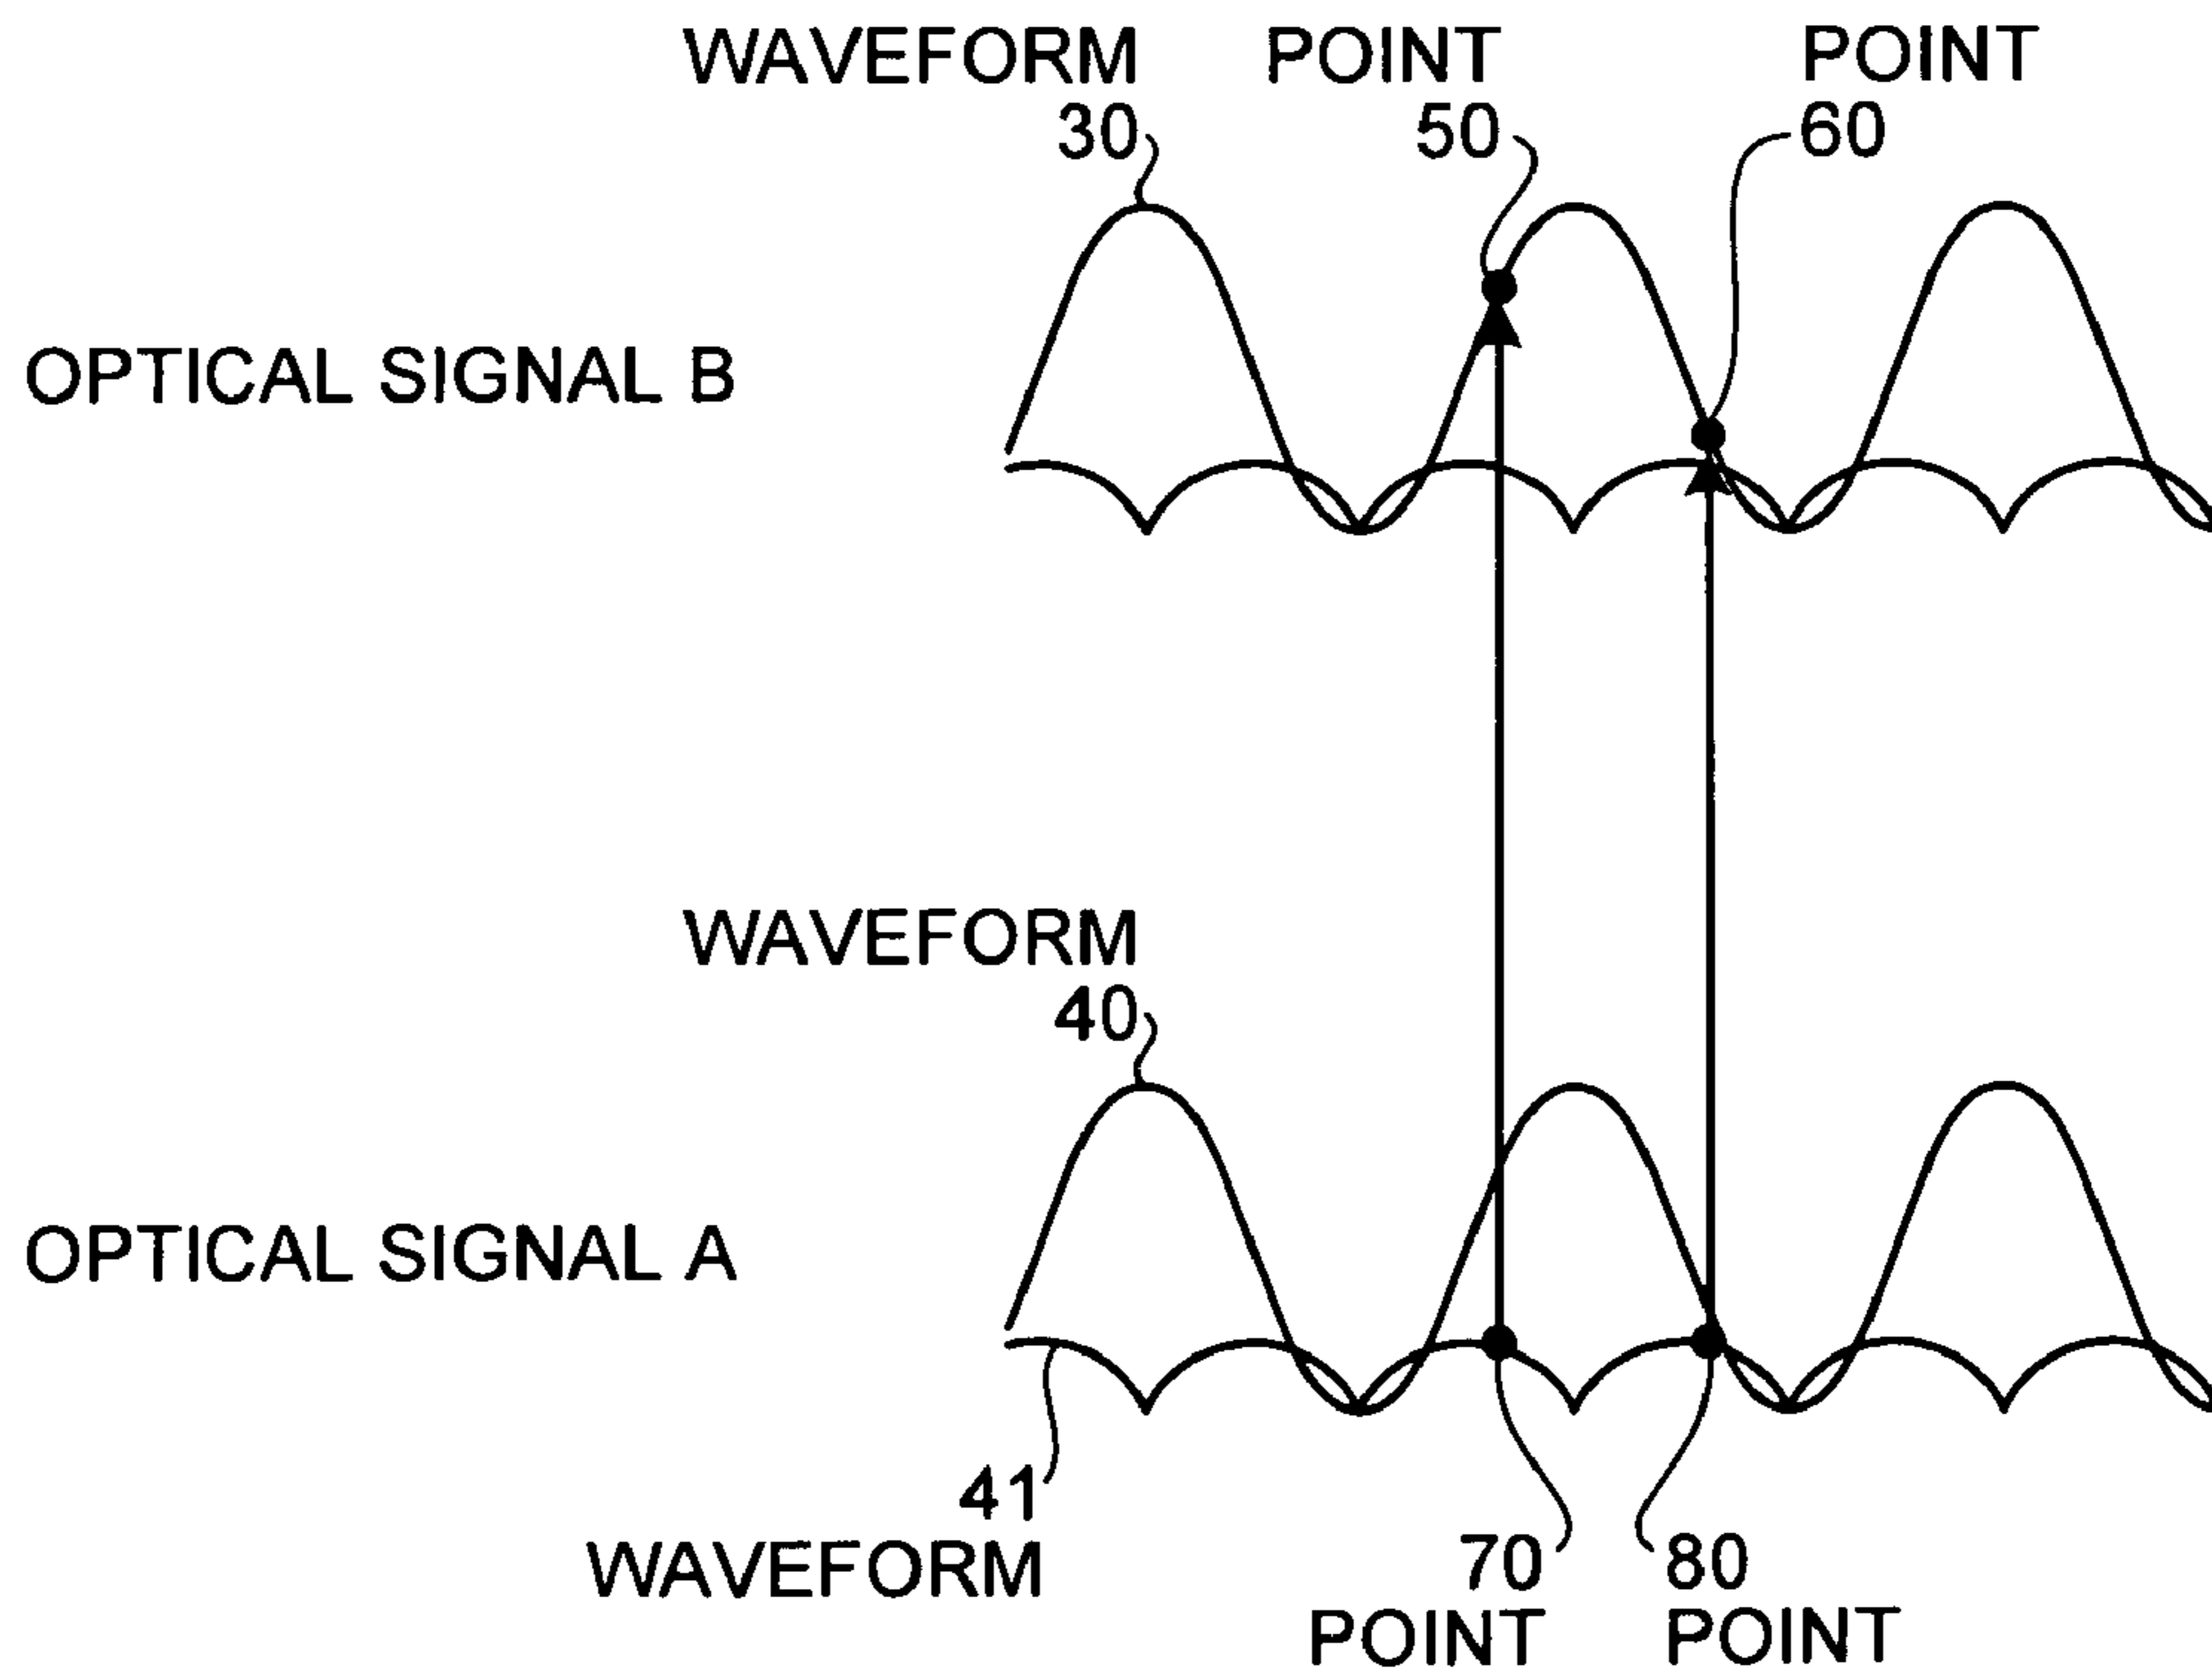 WAVEFORM POINT POINT
30 50 60
OPTICAL SIGNAL B
WAVEFORM
40
OPTICAL SIGNAL A
41
WAVEFORM
70 80
POINT POINT